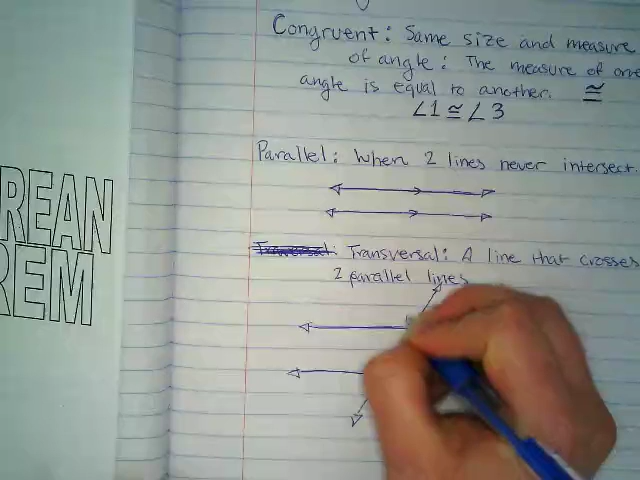 Congruent: Same size and measure
of angle: The measure of one
angle is equal to another. ≅
∠1 ≅ ∠3
Parallel: When 2 lines never intersect.
Transversal: A line that crosses
2 parallel lines
REAN
REM